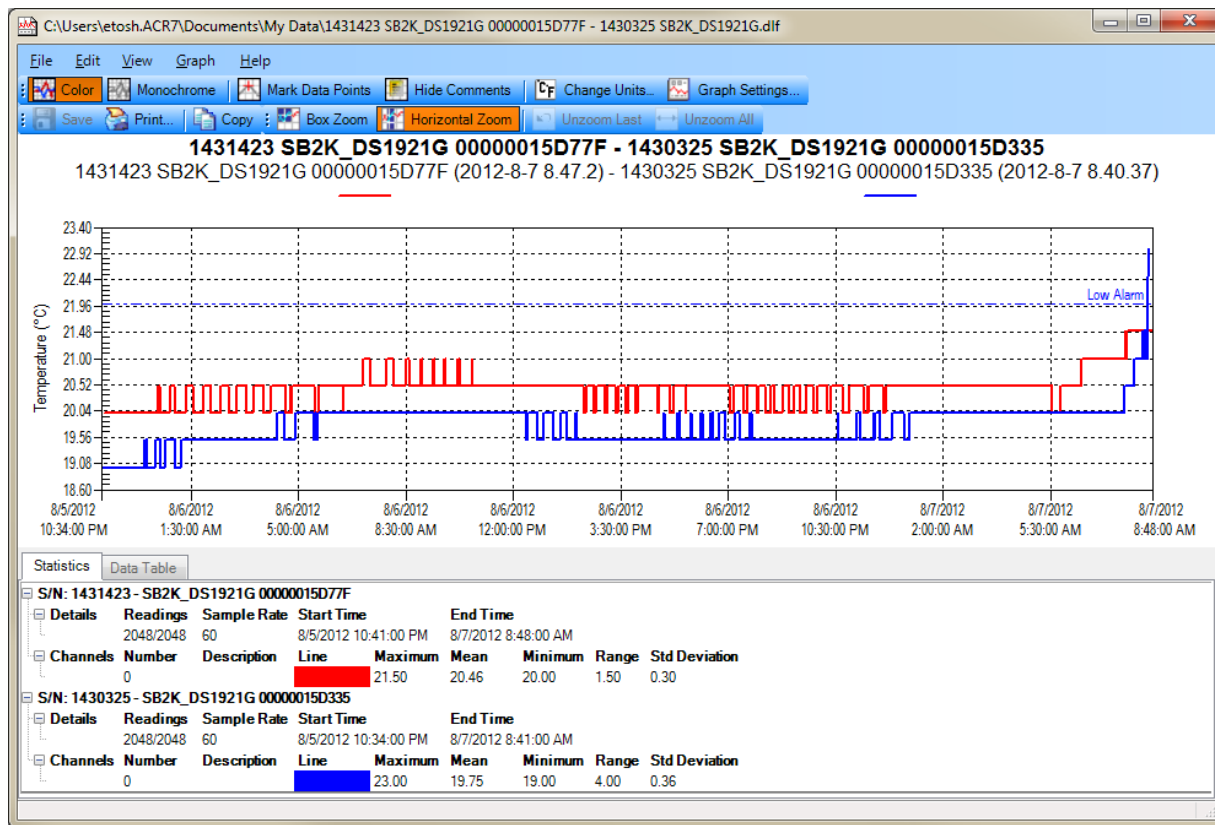 C:\Users\etosh.ACR7\Documents\My Data\1431423 SB2K_DS1921G 00000015D77F - 1430325 SB2K_DS1921G.dlf
File Edit View Graph Help
Color Monochrome Mark Data Points Hide Comments CF Change Units... Graph Settings...
Save Print... Copy Box Zoom Horizontal Zoom Unzoom Last Unzoom All
1431423 SB2K_DS1921G 00000015D77F - 1430325 SB2K_DS1921G 00000015D335
1431423 SB2K_DS1921G 00000015D77F (2012-8-7 8.47.2) - 1430325 SB2K_DS1921G 00000015D335 (2012-8-7 8.40.37)
Temperature (°C)
23.40
22.92
22.44
21.96
21.48
21.00
20.52
20.04
19.56
19.08
18.60
Low Alarm
8/5/2012 8/6/2012 8/6/2012 8/6/2012 8/6/2012 8/6/2012 8/6/2012 8/6/2012 8/7/2012 8/7/2012 8/7/2012
10:34:00 PM 1:30:00 AM 5:00:00 AM 8:30:00 AM 12:00:00 PM 3:30:00 PM 7:00:00 PM 10:30:00 PM 2:00:00 AM 5:30:00 AM 8:48:00 AM
Statistics Data Table
S/N: 1431423 - SB2K_DS1921G 00000015D77F
Details Readings Sample Rate Start Time End Time
2048/2048 60 8/5/2012 10:41:00 PM 8/7/2012 8:48:00 AM
Channels Number Description Line Maximum Mean Minimum Range Std Deviation
0 21.50 20.46 20.00 1.50 0.30
S/N: 1430325 - SB2K_DS1921G 00000015D335
Details Readings Sample Rate Start Time End Time
2048/2048 60 8/5/2012 10:34:00 PM 8/7/2012 8:41:00 AM
Channels Number Description Line Maximum Mean Minimum Range Std Deviation
0 23.00 19.75 19.00 4.00 0.36